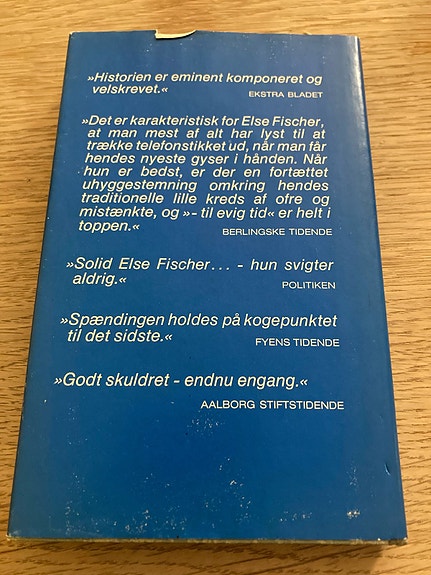 »Historien er eminent komponeret og
velskrevet.«
EKSTRA BLADET
»Det er karakteristisk for Else Fischer,
at man mest af alt har lyst til at
trække telefonstikket ud, når man får
hendes nyeste gyser i hånden. Når
hun er bedst, er der en fortættet
uhyggestemning omkring hendes
traditionelle lille kreds af ofre og
mistænkte, og »- til evig tid« er helt i
toppen.«
BERLINGSKE TIDENDE
»Solid Else Fischer... - hun svigter
aldrig.«
POLITIKEN
»Spændingen holdes på kogepunktet
til det sidste.«
FYENS TIDENDE
»Godt skuldret - endnu engang.«
AALBORG STIFTSTIDENDE